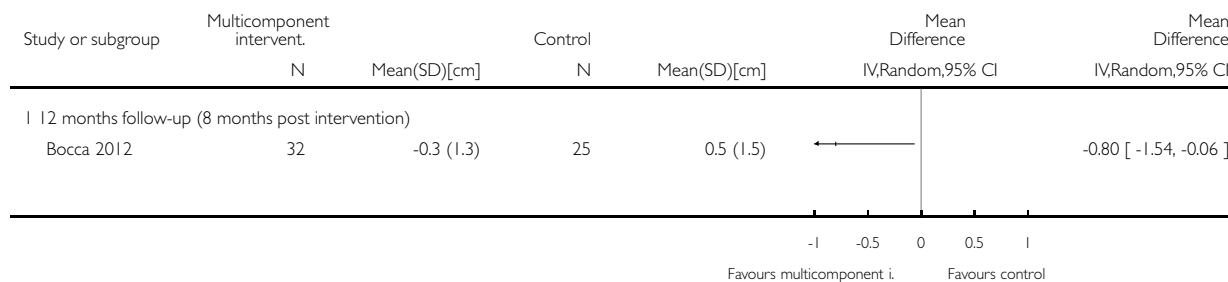 Study or subgroup Multicomponent intervent. Control Mean Difference Mean Difference
N Mean(SD)[cm] N Mean(SD)[cm] IV,Random,95% CI IV,Random,95% CI
1 12 months follow-up (8 months post intervention)
Bocca 2012 32 -0.3 (1.3) 25 0.5 (1.5) -0.80 [ -1.54, -0.06 ]
-1 -0.5 0 0.5 1
Favours multicomponent i. Favours control